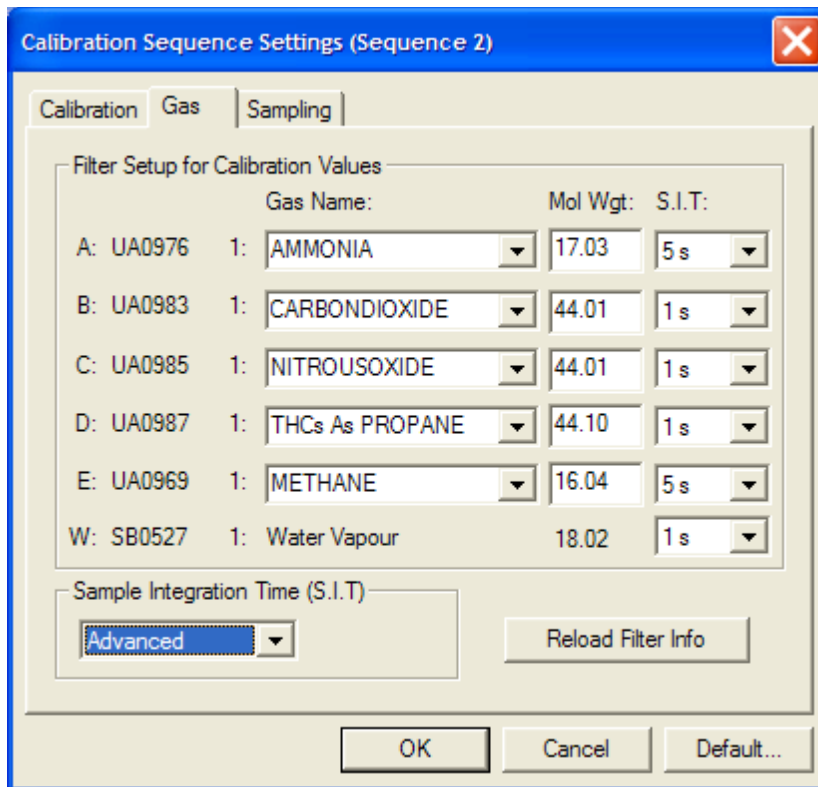 Calibration Sequence Settings (Sequence 2)
Calibration Gas Sampling
Filter Setup for Calibration Values
Gas Name: Mol Wgt: S.I.T:
A: UA0976 1: AMMONIA 17.03 5 s
B: UA0983 1: CARBONDIOXIDE 44.01 1 s
C: UA0985 1: NITROUSOXIDE 44.01 1 s
D: UA0987 1: THCs As PROPANE 44.10 1 s
E: UA0969 1: METHANE 16.04 5 s
W: SB0527 1: Water Vapour 18.02 1 s
Sample Integration Time (S.I.T)
Advanced Reload Filter Info
OK Cancel Default...